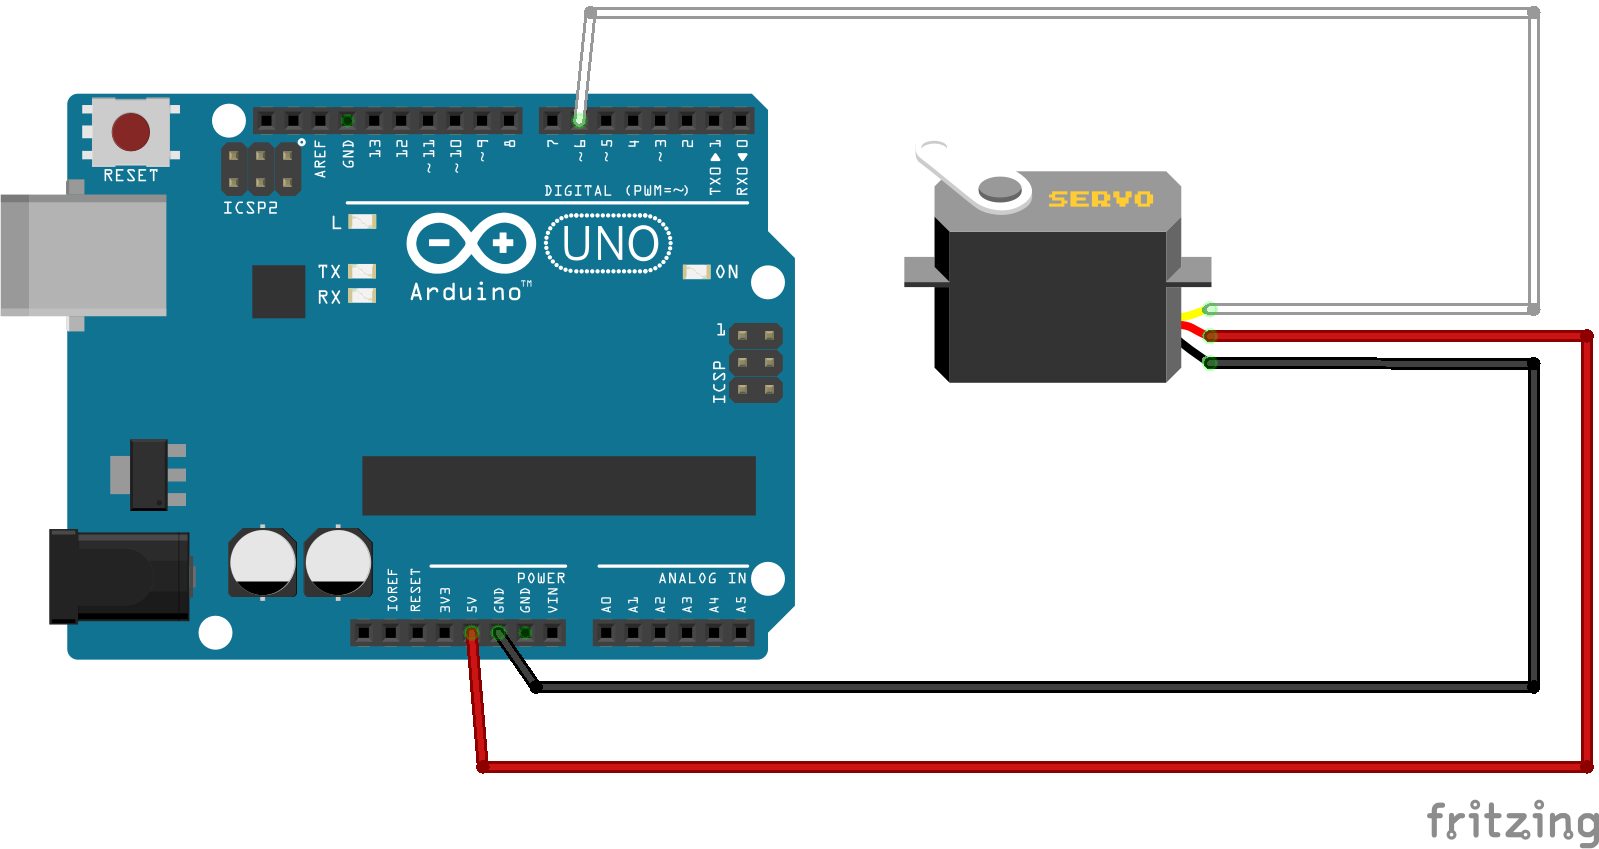 RESET
ICSP2
AREF
GND
13
12
~11
~10
~9
8
7
~6
~5
4
~3
2
TX0▶1
RX0◀0
DIGITAL (PWM=~)
L
TX
RX
UNO
Arduino™
ON
1
ICSP
SERVO
POWER
ANALOG IN
IOREF
RESET
3V3
5V
GND
GND
VIN
A0
A1
A2
A3
A4
A5
fritzing